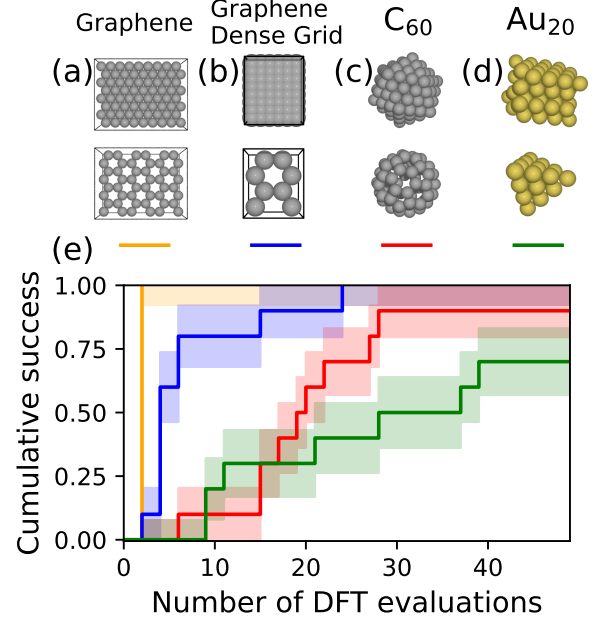 Graphene
Graphene
Dense Grid
C₆₀
Au₂₀
(a)
(b)
(c)
(d)
(e)
Cumulative success
1.00
0.75
0.50
0.25
0.00
0 10 20 30 40
Number of DFT evaluations